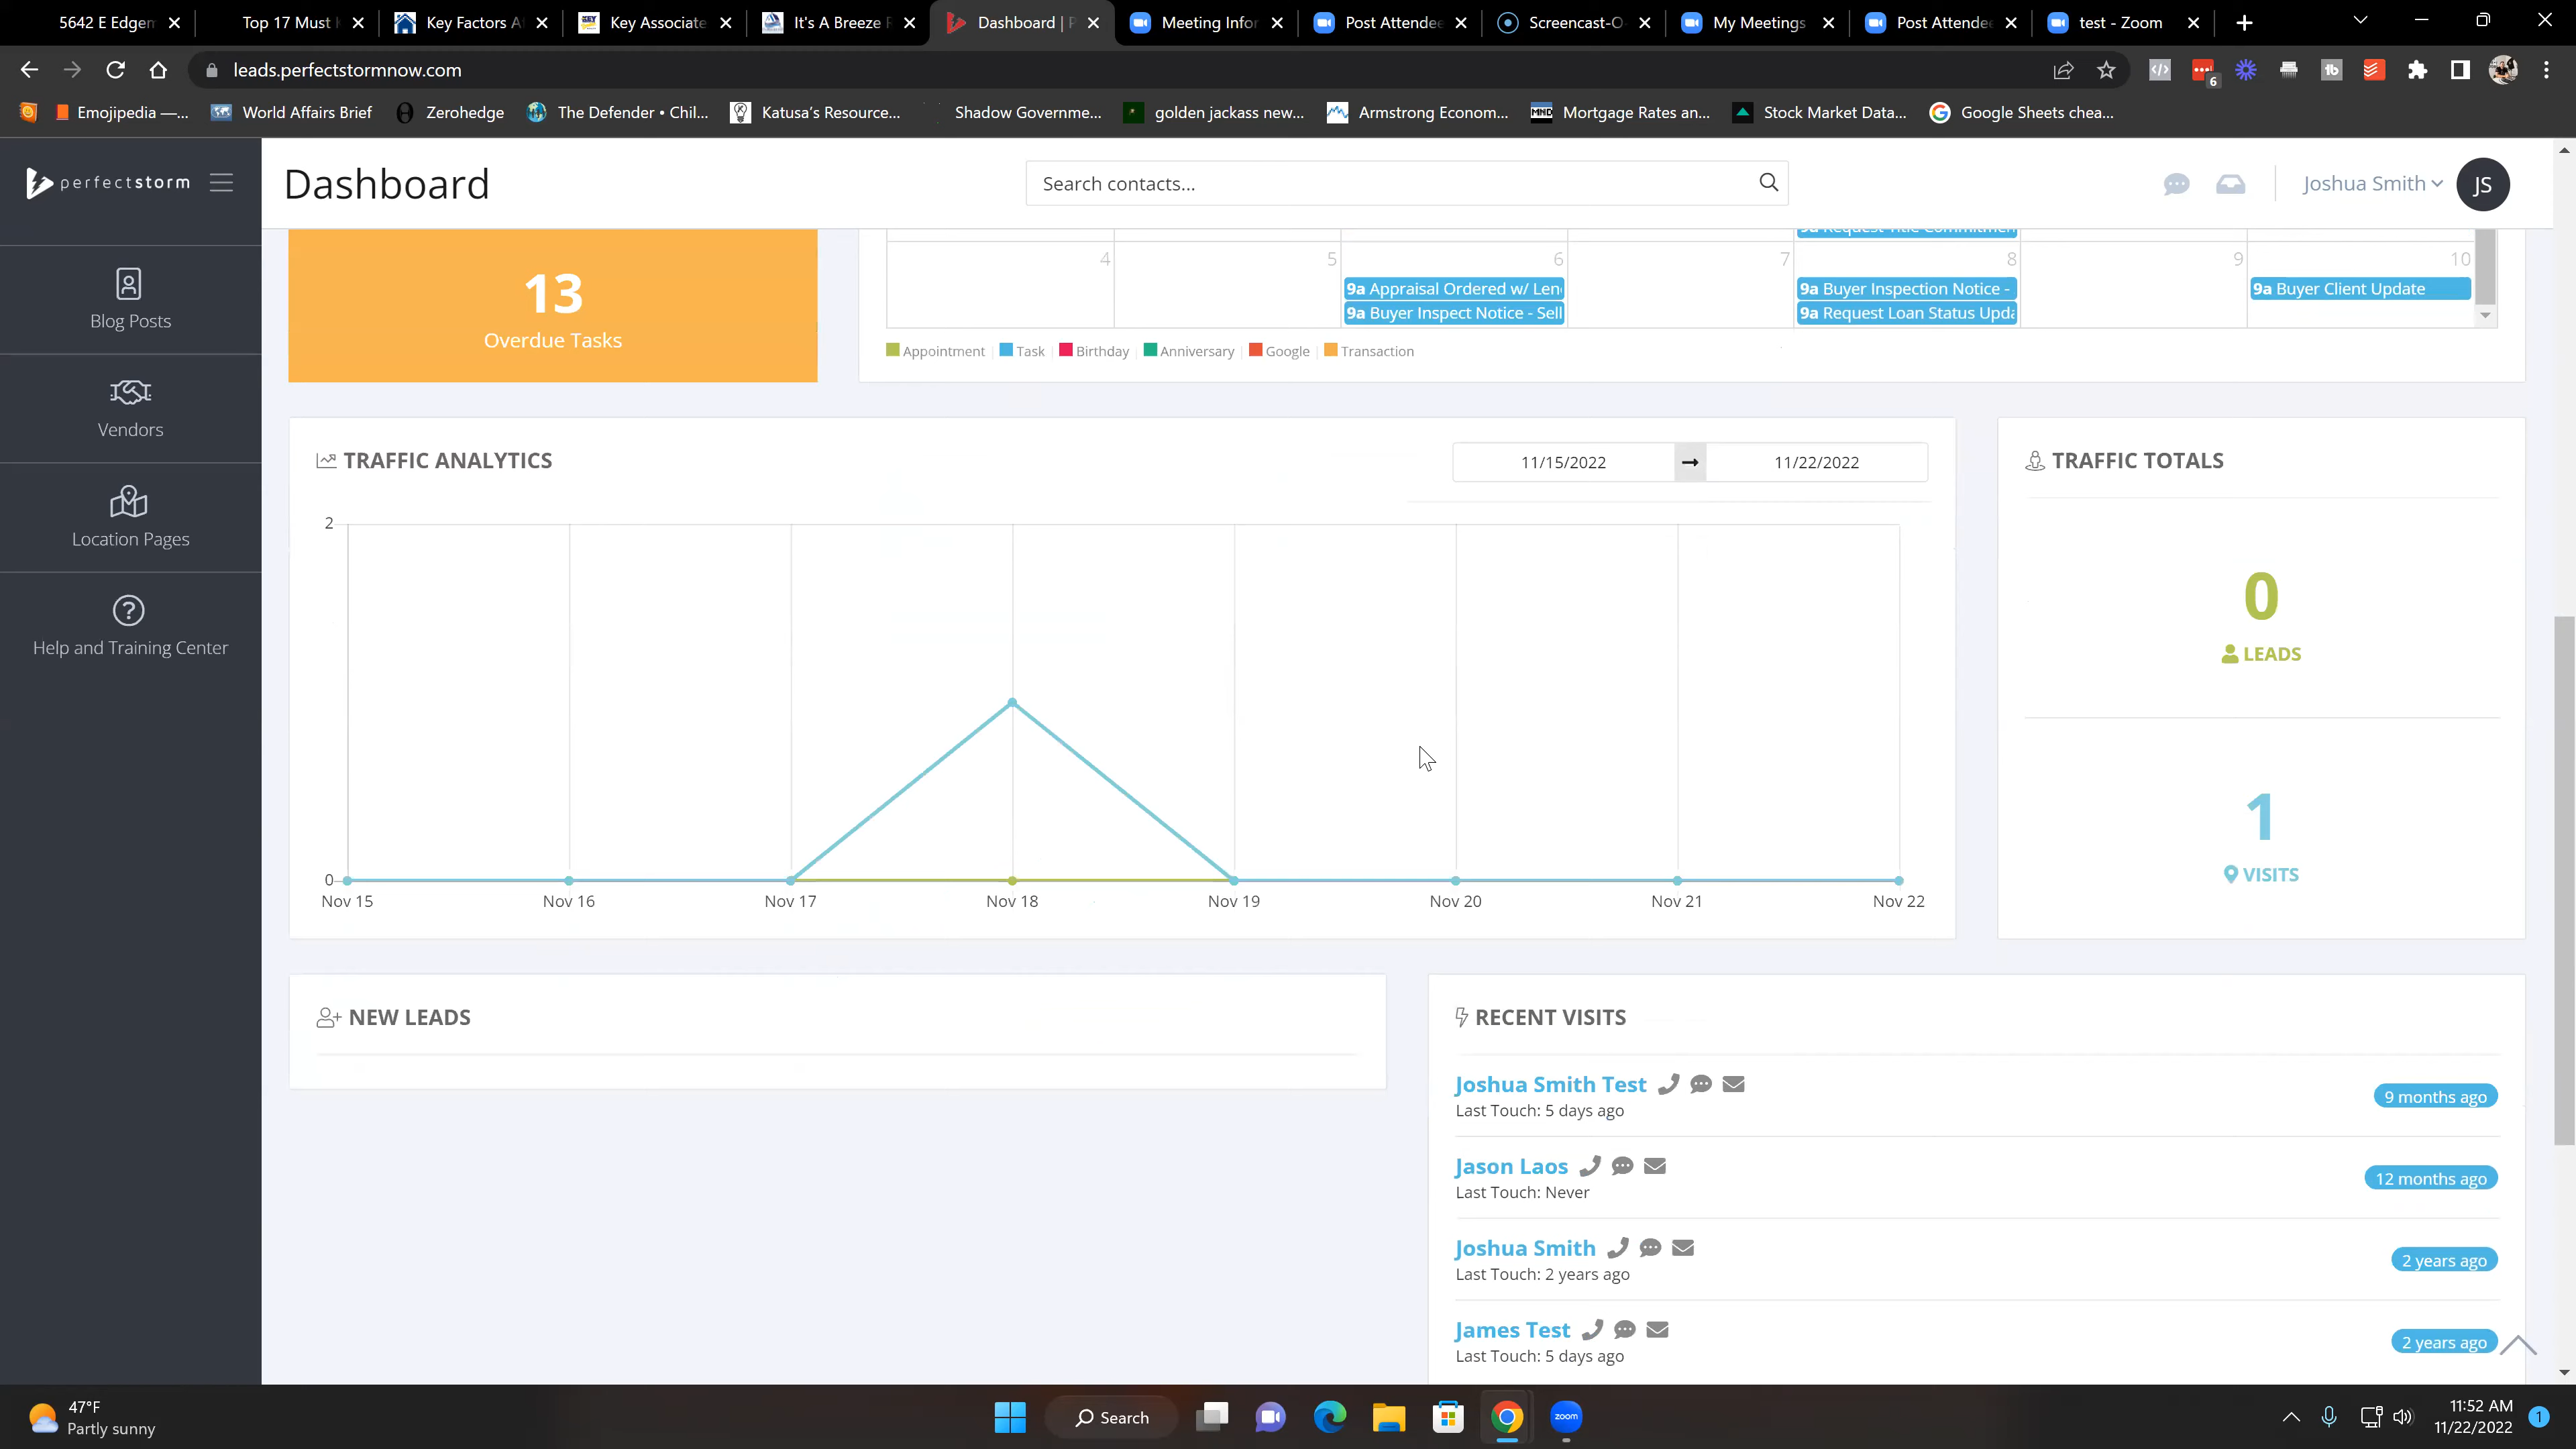 5642 E Edgem
Top 17 Must
Key Factors A
Key Associate
It's A Breeze
Dashboard | P
Meeting Infor
Post Attendee
Screencast-O
My Meetings
Post Attendee
test - Zoom
leads.perfectstormnow.com
6
Emojipedia —...
World Affairs Brief
Zerohedge
The Defender • Chil...
Katusa's Resource...
Shadow Governme...
golden jackass new...
Armstrong Econom...
Mortgage Rates an...
Stock Market Data...
Google Sheets chea...
perfectstorm
Dashboard
Search contacts...
Joshua Smith
JS
Blog Posts
Vendors
Location Pages
Help and Training Center
13
Overdue Tasks
9a Request Title Commitmen
4
5
6
7
8
9
10
9a Appraisal Ordered w/ Len
9a Buyer Inspection Notice -
9a Buyer Client Update
9a Buyer Inspect Notice - Sell
9a Request Loan Status Upda
Appointment
Task
Birthday
Anniversary
Google
Transaction
TRAFFIC ANALYTICS
11/15/2022
11/22/2022
2
0
Nov 15
Nov 16
Nov 17
Nov 18
Nov 19
Nov 20
Nov 21
Nov 22
TRAFFIC TOTALS
0
LEADS
1
VISITS
NEW LEADS
RECENT VISITS
Joshua Smith Test
Last Touch: 5 days ago
9 months ago
Jason Laos
Last Touch: Never
12 months ago
Joshua Smith
Last Touch: 2 years ago
2 years ago
James Test
Last Touch: 5 days ago
2 years ago
47°F
Partly sunny
Search
zoom
11:52 AM
11/22/2022
1